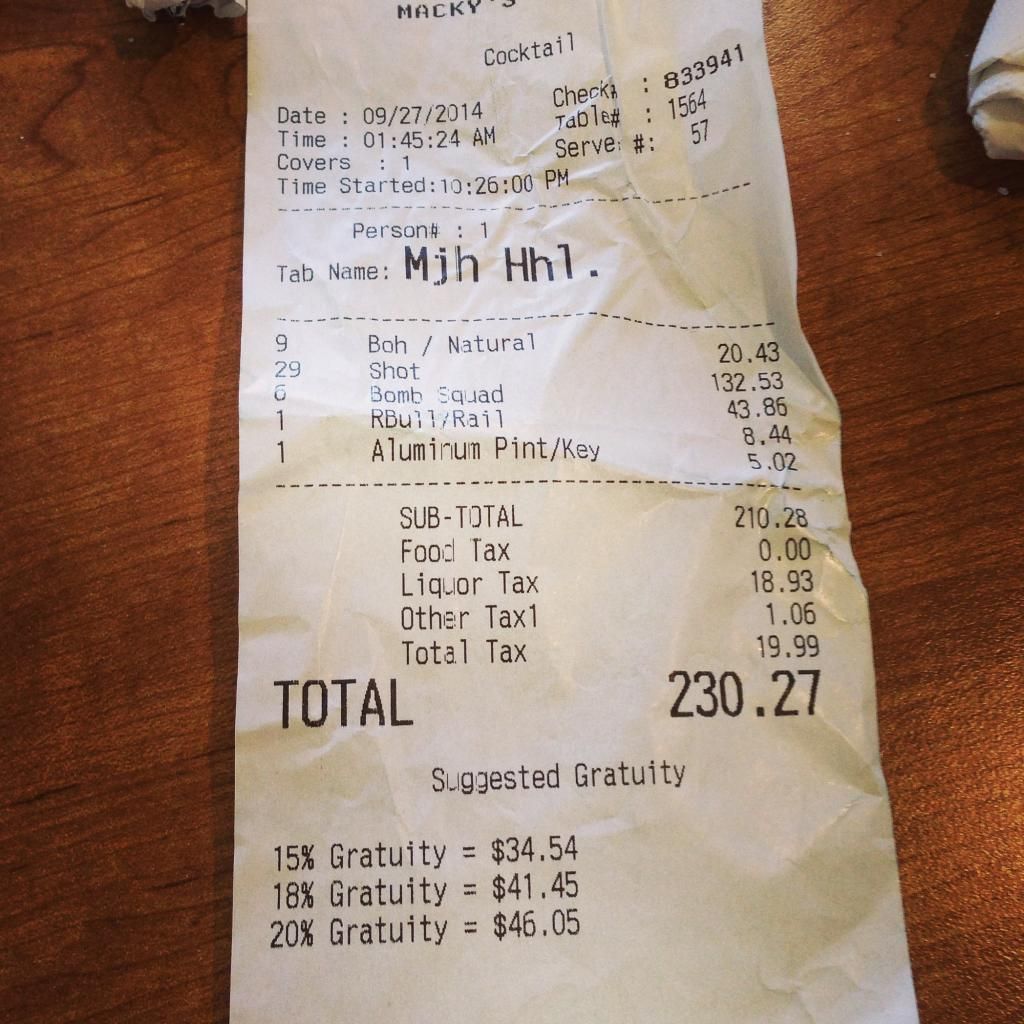 MACKY'S
Cocktail
Date : 09/27/2014 Check# : 833941
Time : 01:45:24 AM Table# : 1564
Covers : 1 Server #: 57
Time Started:10:26:00 PM
Person# : 1
Tab Name: Mjh Hhl.
9 Boh / Natural 20.43
29 Shot 132.53
6 Bomb Squad 43.86
1 RBull/Rail 8.44
1 Aluminum Pint/Key 5.02
SUB-TOTAL 210.28
Food Tax 0.00
Liquor Tax 18.93
Other Tax1 1.06
Total Tax 19.99
TOTAL 230.27
Suggested Gratuity
15% Gratuity = $34.54
18% Gratuity = $41.45
20% Gratuity = $46.05